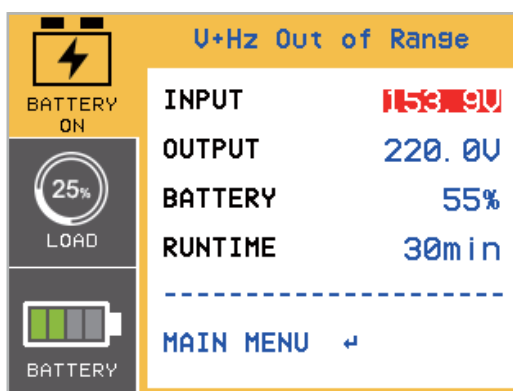 V+Hz Out of Range
BATTERY
ON
INPUT 153.9V
OUTPUT 220.0V
25%
LOAD
BATTERY 55%
RUNTIME 30min
MAIN MENU ↵
BATTERY